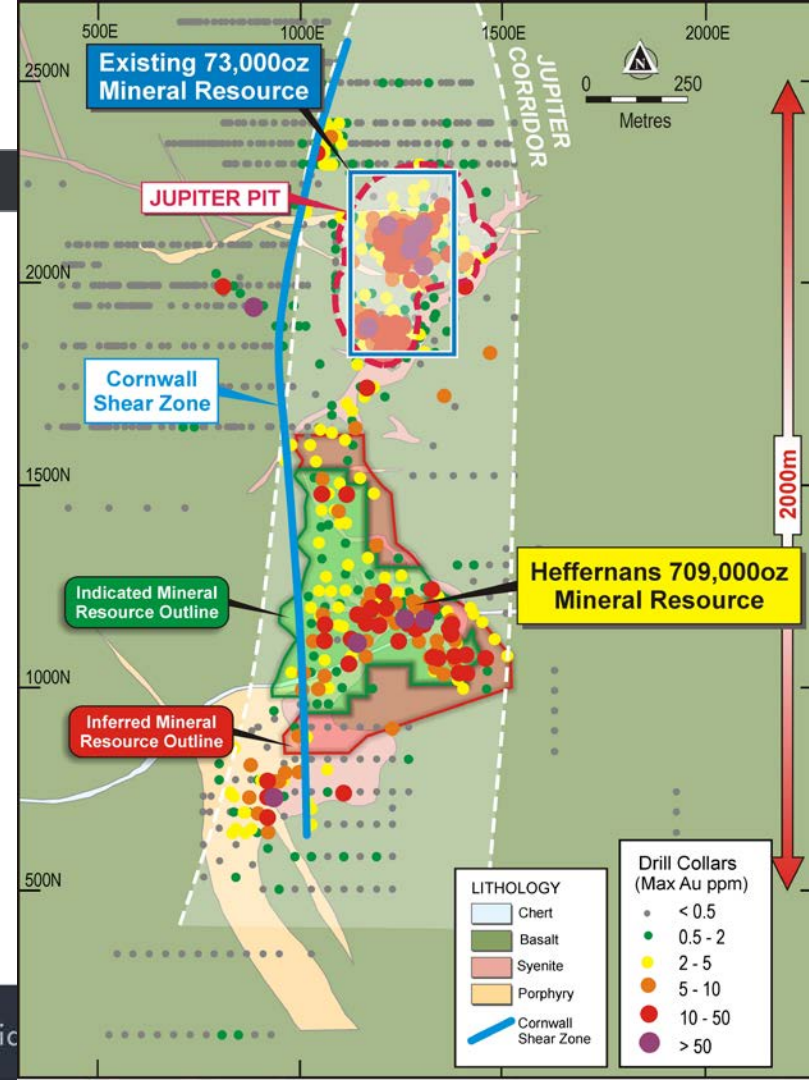 500E
1000E
1500E
2000E
2500N
Existing 73,000oz
Mineral Resource
JUPITER
CORRIDOR
N
0
250
Metres
JUPITER PIT
2000N
Cornwall
Shear Zone
1500N
2000m
Heffernans 709,000oz
Mineral Resource
Indicated Mineral
Resource Outline
1000N
Inferred Mineral
Resource Outline
500N
LITHOLOGY
Chert
Basalt
Syenite
Porphyry
Cornwall
Shear Zone
Drill Collars
(Max Au ppm)
< 0.5
0.5 - 2
2 - 5
5 - 10
10 - 50
> 50